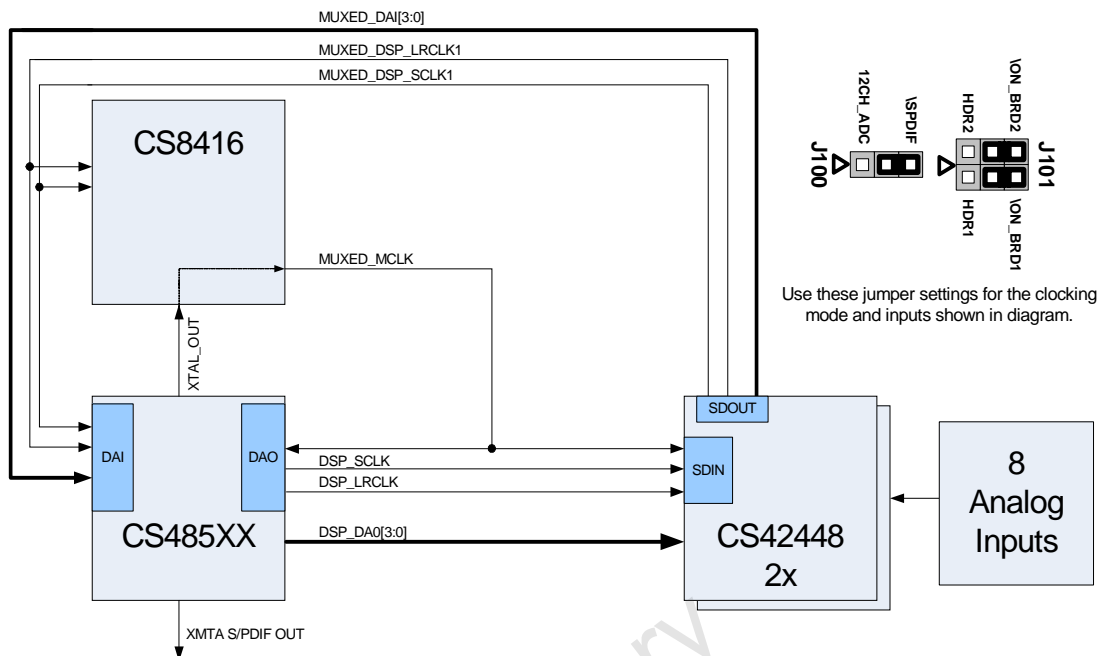 MUXED_DAI[3:0]
MUXED_DSP_LRCLK1
MUXED_DSP_SCLK1
CS8416
12CH_ADC
\SPDIF
J100
HDR2
\ON_BRD2
J101
HDR1
\ON_BRD1
Use these jumper settings for the clocking
mode and inputs shown in diagram.
MUXED_MCLK
XTAL_OUT
DAI
DAO
CS485XX
DSP_SCLK
DSP_LRCLK
DSP_DA0[3:0]
SDOUT
SDIN
CS42448
2x
8
Analog
Inputs
XMTA S/PDIF OUT